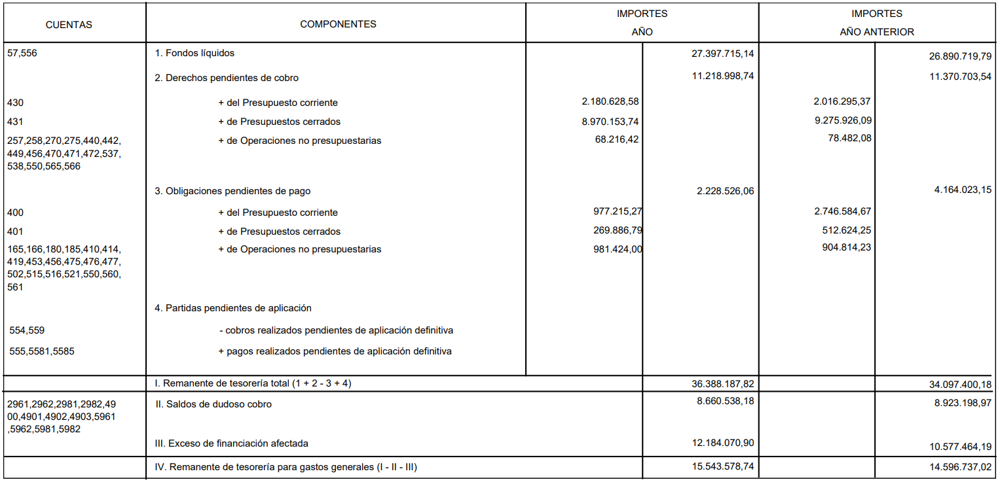 CUENTAS COMPONENTES IMPORTES AÑO IMPORTES AÑO ANTERIOR
57,556 1. Fondos líquidos 27.397.715,14 26.890.719,79
2. Derechos pendientes de cobro 11.218.998,74 11.370.703,54
430 + del Presupuesto corriente 2.180.628,58 2.016.295,37
431 + de Presupuestos cerrados 8.970.153,74 9.275.926,09
257,258,270,275,440,442, + de Operaciones no presupuestarias 68.216,42 78.482,08
449,456,470,471,472,537,
538,550,565,566
3. Obligaciones pendientes de pago 2.228.526,06 4.164.023,15
400 + del Presupuesto corriente 977.215,27 2.746.584,67
401 + de Presupuestos cerrados 269.886,79 512.624,25
165,166,180,185,410,414, + de Operaciones no presupuestarias 981.424,00 904.814,23
419,453,456,475,476,477,
502,515,516,521,550,560,
561
4. Partidas pendientes de aplicación
554,559 - cobros realizados pendientes de aplicación definitiva
555,5581,5585 + pagos realizados pendientes de aplicación definitiva
I. Remanente de tesorería total (1 + 2 - 3 + 4) 36.388.187,82 34.097.400,18
2961,2962,2981,2982,49 II. Saldos de dudoso cobro 8.660.538,18 8.923.198,97
00,4901,4902,4903,5961
,5962,5981,5982
III. Exceso de financiación afectada 12.184.070,90 10.577.464,19
IV. Remanente de tesorería para gastos generales (I - II - III) 15.543.578,74 14.596.737,02